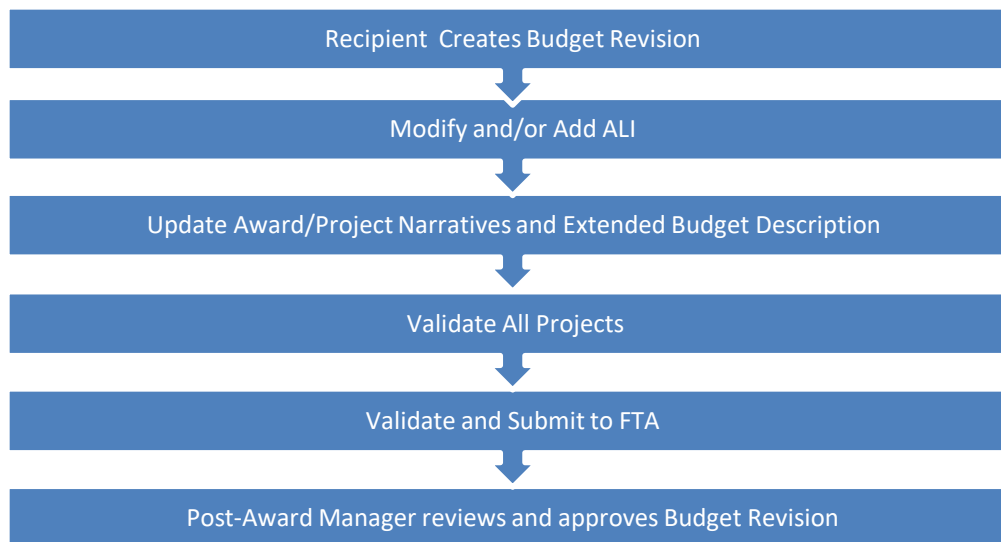 Recipient Creates Budget Revision
Modify and/or Add ALI
Update Award/Project Narratives and Extended Budget Description
Validate All Projects
Validate and Submit to FTA
Post-Award Manager reviews and approves Budget Revision